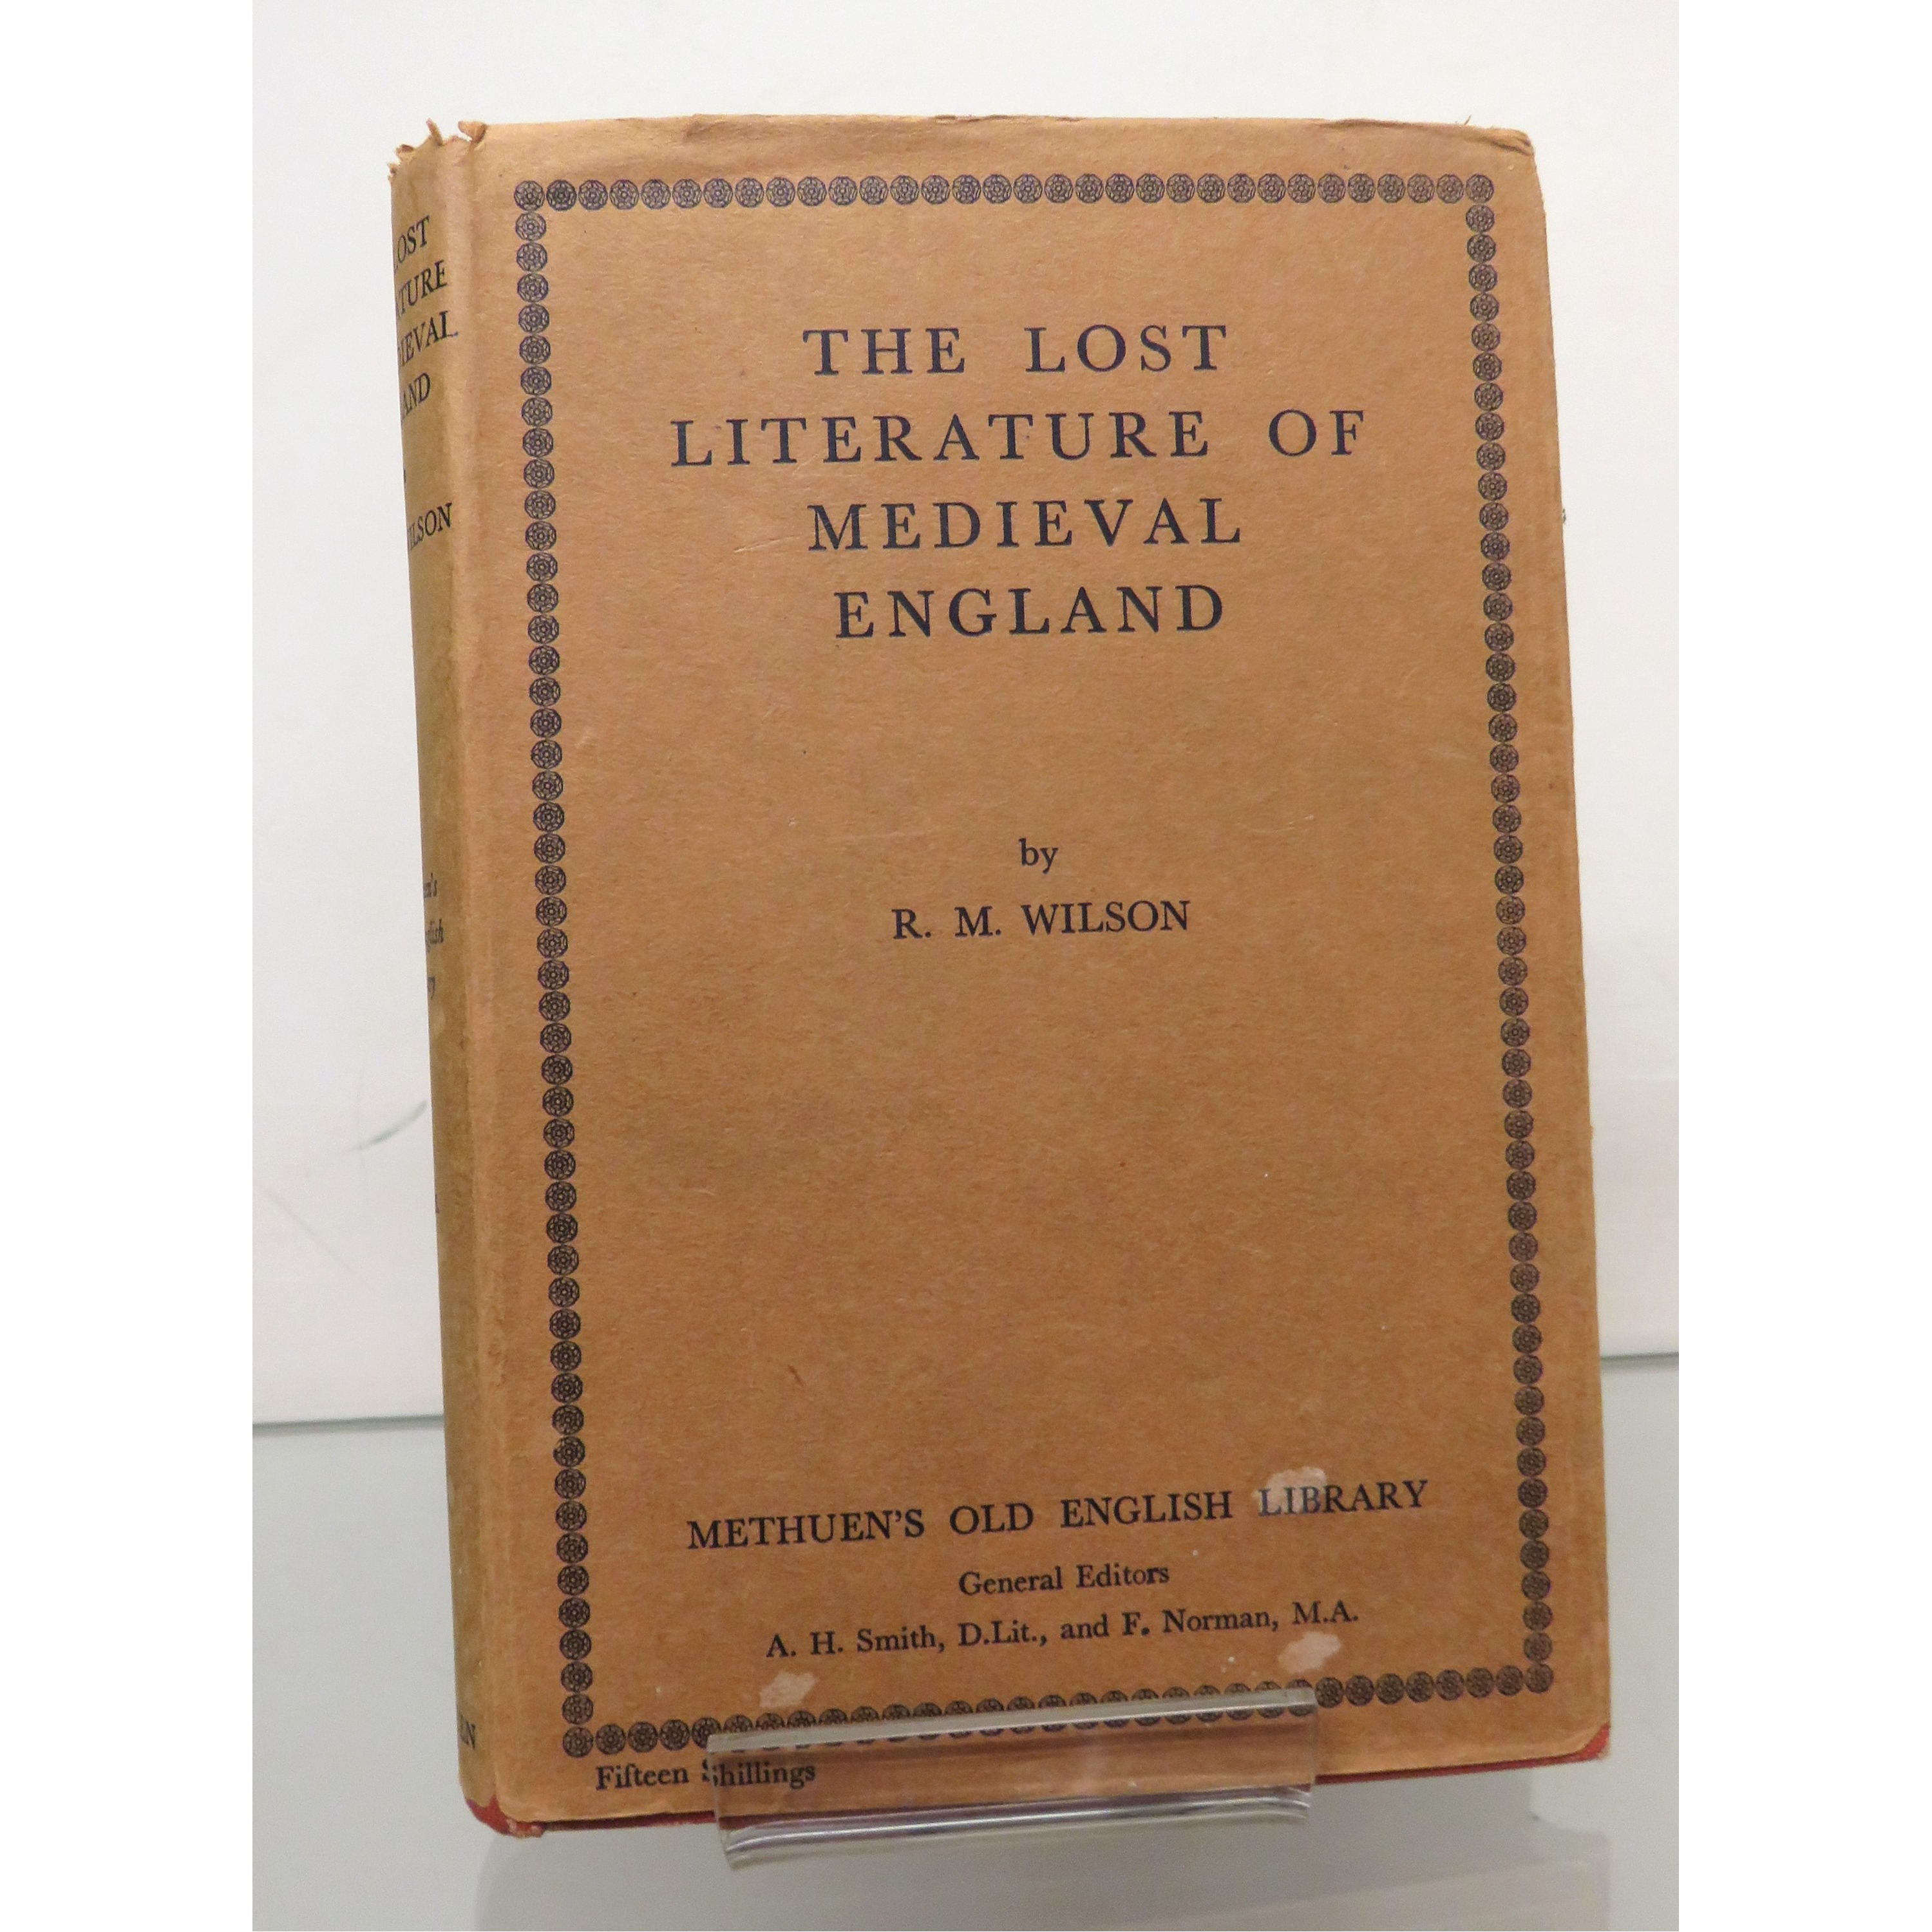 THE LOST
LITERATURE OF
MEDIEVAL
ENGLAND
by
R. M. WILSON
METHUEN'S OLD ENGLISH LIBRARY
General Editors
A. H. Smith, D.Lit., and F. Norman, M.A.
Fifteen Shillings